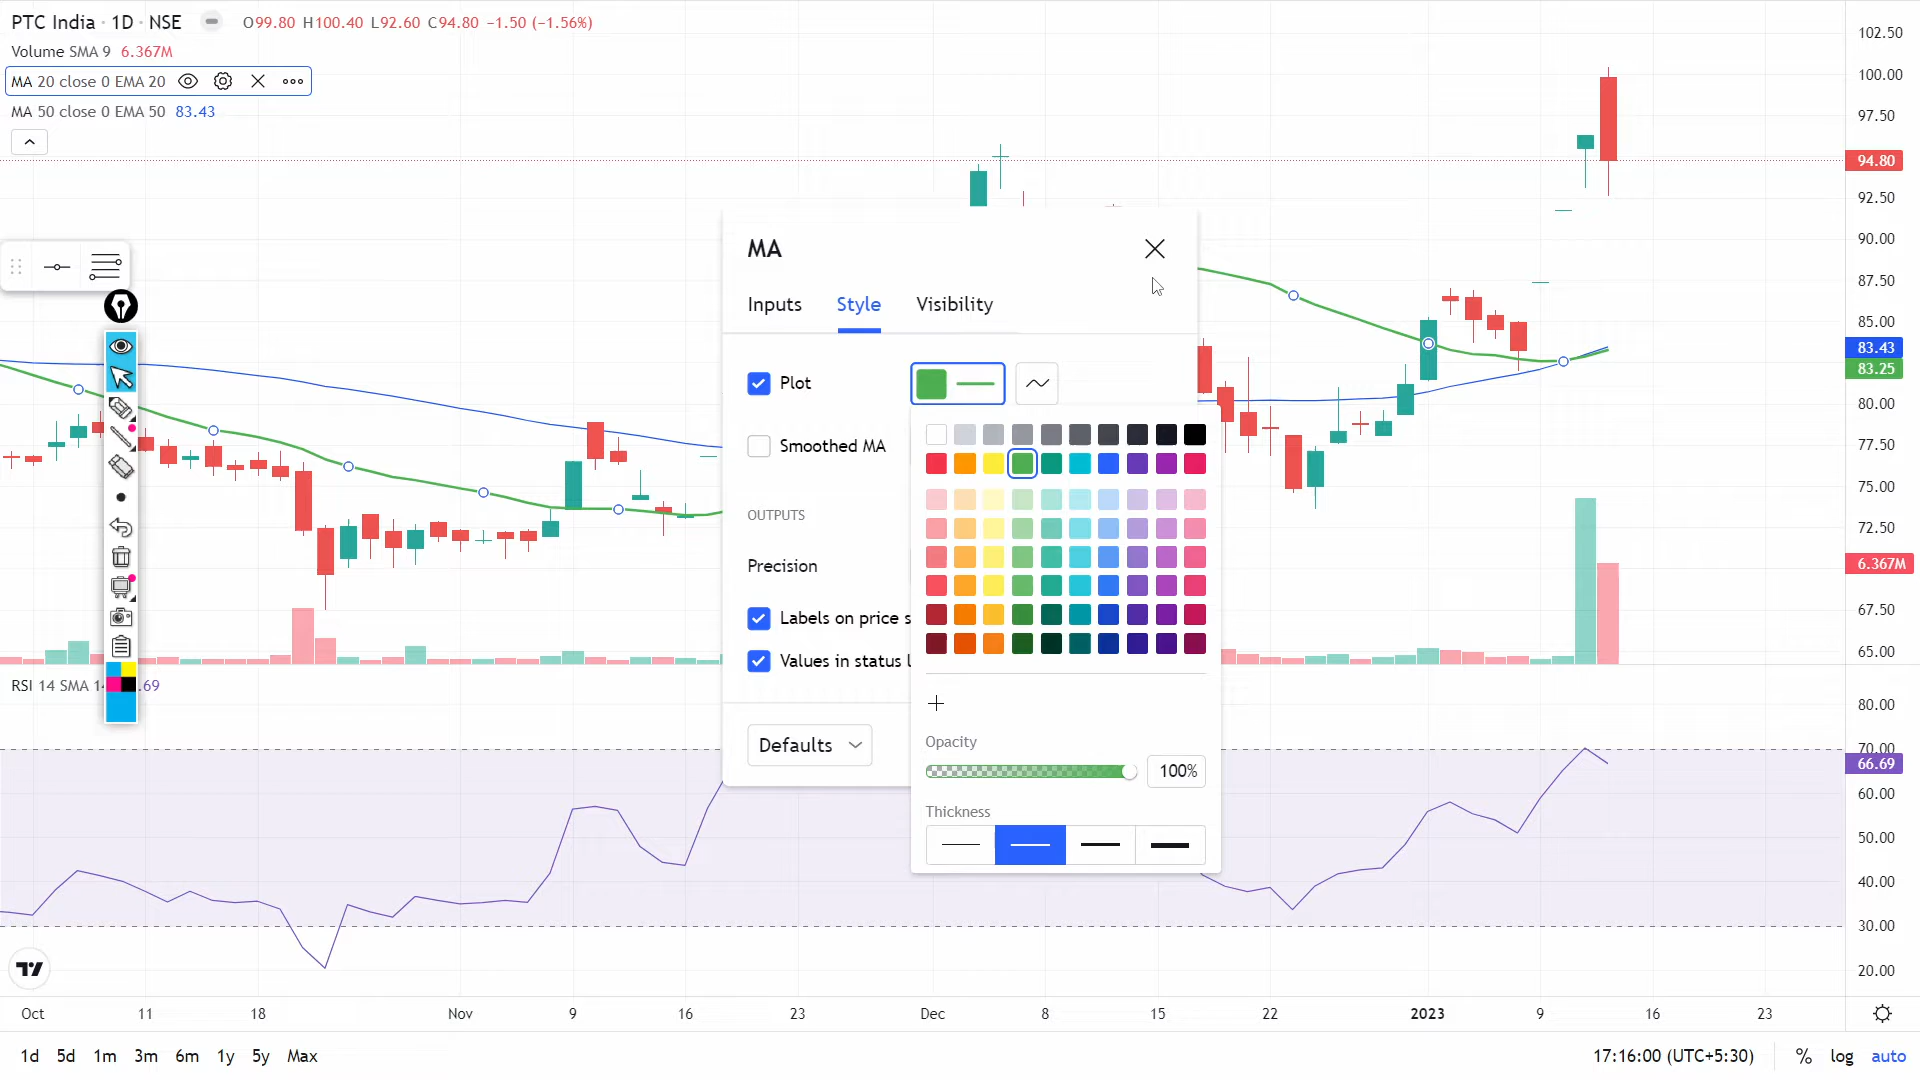 PTC India · 1D · NSE O99.80 H100.40 L92.60 C94.80 −1.50 (−1.56%)
Volume SMA 9 6.367M
MA 20 close 0 EMA 20
MA 50 close 0 EMA 50 83.43
102.50
100.00
97.50
94.80
92.50
90.00
87.50
85.00
83.43
83.25
80.00
77.50
75.00
72.50
6.367M
67.50
65.00
MA
Inputs Style Visibility
Plot
Smoothed MA
OUTPUTS
Precision
Labels on price s
Values in status l
Defaults
Opacity
100%
Thickness
RSI 14 SMA 1 .69
80.00
70.00
66.69
60.00
50.00
40.00
30.00
20.00
Oct 11 18 Nov 9 16 23 Dec 8 15 22 2023 9 16 23
1d 5d 1m 3m 6m 1y 5y Max 17:16:00 (UTC+5:30) % log auto